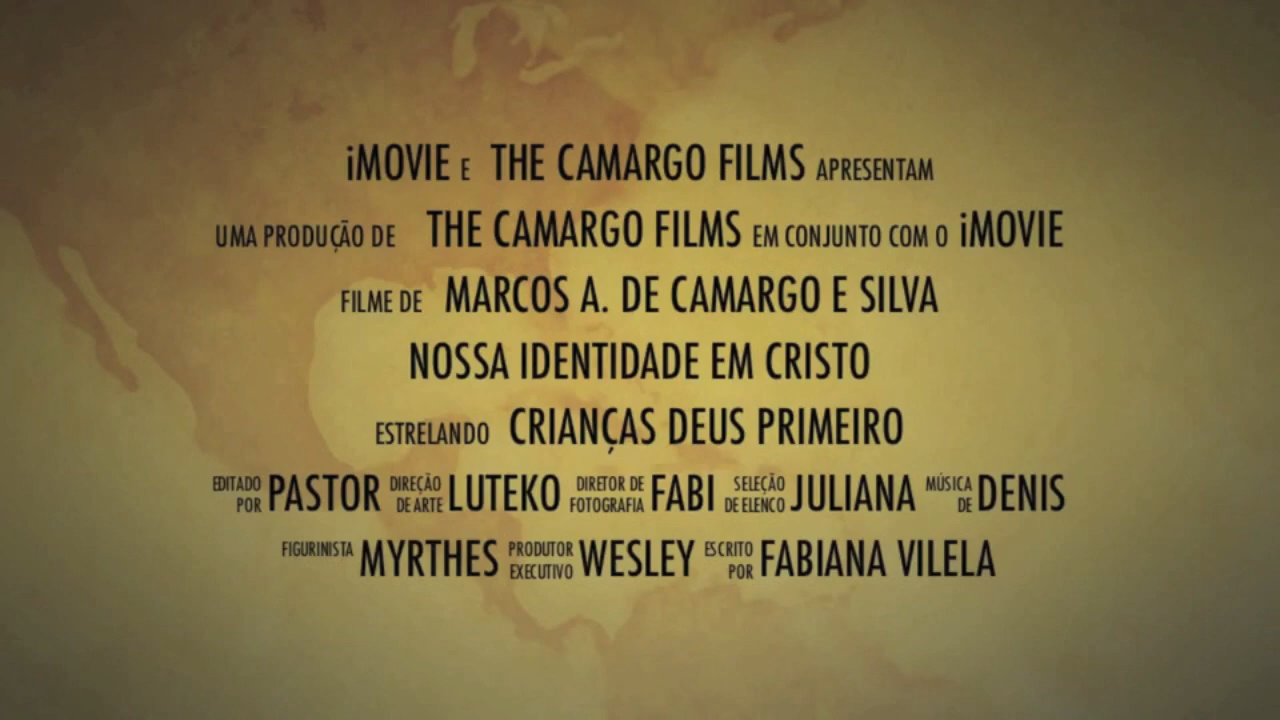 iMOVIE E THE CAMARGO FILMS APRESENTAM
UMA PRODUÇÃO DE THE CAMARGO FILMS EM CONJUNTO COM O iMOVIE
FILME DE MARCOS A. DE CAMARGO E SILVA
NOSSA IDENTIDADE EM CRISTO
ESTRELANDO CRIANÇAS DEUS PRIMEIRO
EDITADO POR PASTOR DIREÇÃO DE ARTE LUTEKO DIRETOR DE FOTOGRAFIA FABI SELEÇÃO DE ELENCO JULIANA MÚSICA DE DENIS
FIGURINISTA MYRTHES PRODUTOR EXECUTIVO WESLEY ESCRITO POR FABIANA VILELA